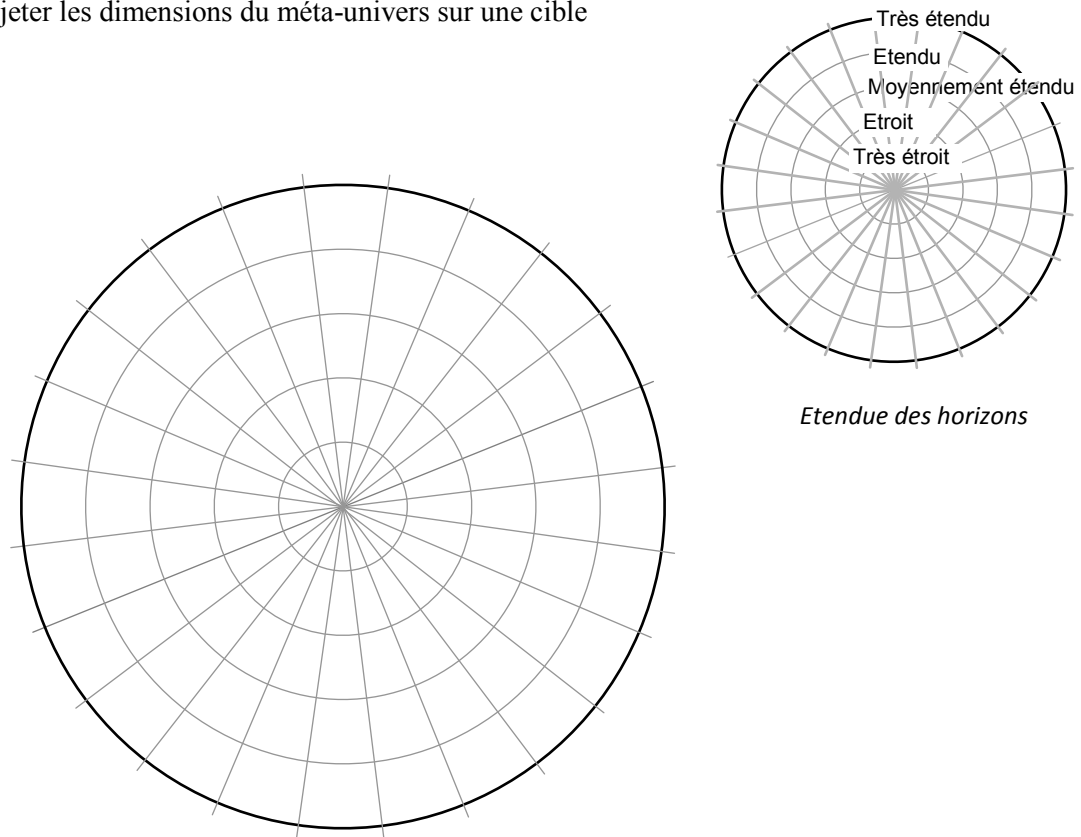 jeter les dimensions du méta-univers sur une cible
Très étendu
Etendu
Moyennement étendu
Etroit
Très étroit
Etendue des horizons